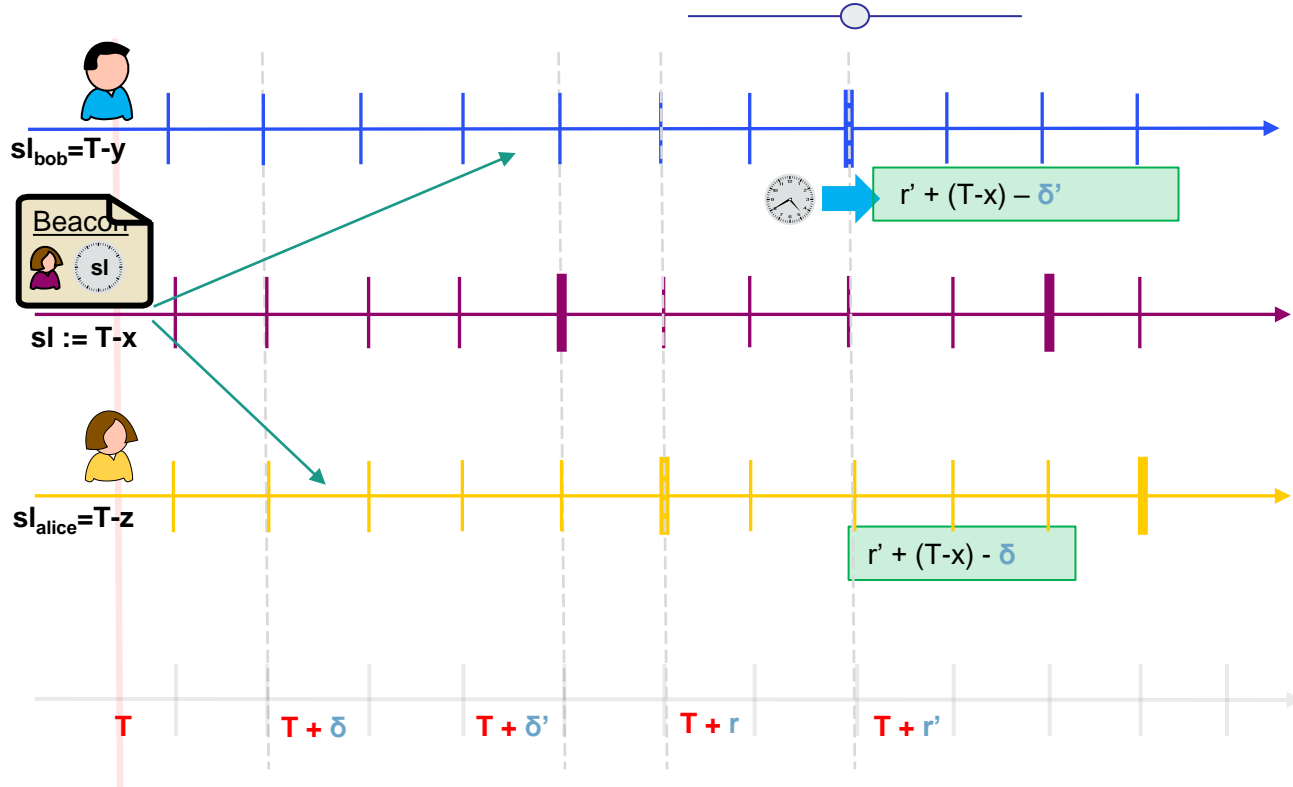 sl_bob=T-y
r’ + (T-x) – δ’
Beacon
sl
sl := T-x
sl_alice=T-z
r’ + (T-x) - δ
T
T + δ
T + δ’
T + r
T + r’